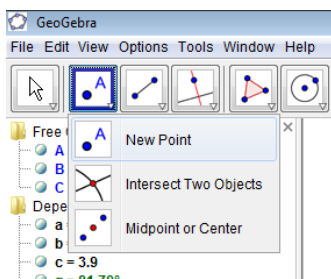 GeoGebra
File Edit View Options Tools Window Help
A
A New Point
Free
A
B Intersect Two Objects
C
Depe
a = Midpoint or Center
b =
c = 3.9